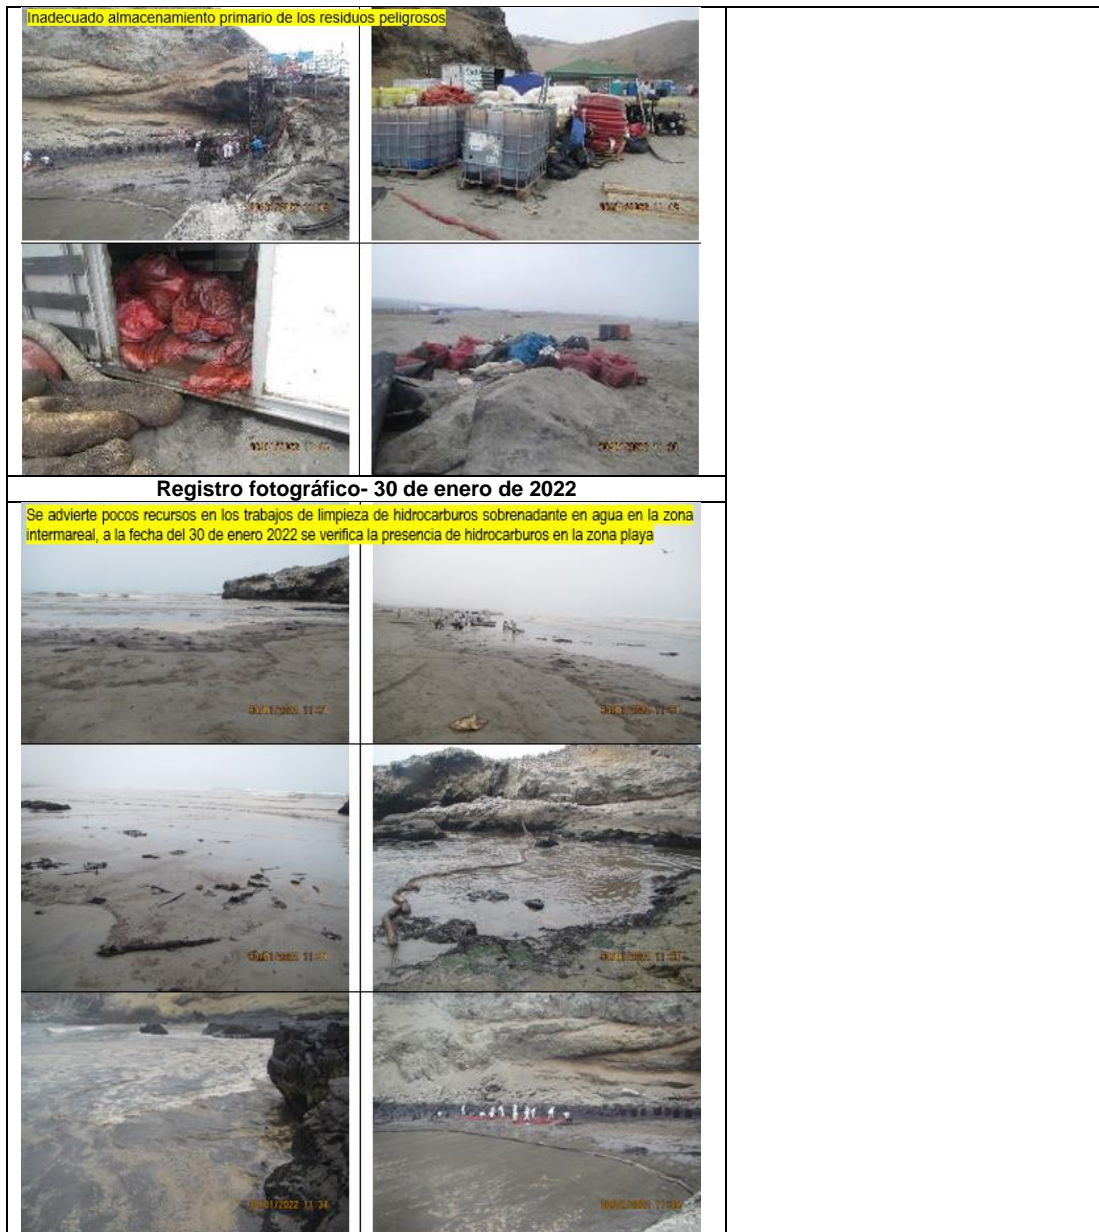 Inadecuado almacenamiento primario de los residuos peligrosos
Registro fotográfico- 30 de enero de 2022
Se advierte pocos recursos en los trabajos de limpieza de hidrocarburos sobrenadante en agua en la zona
intermareal, a la fecha del 30 de enero 2022 se verifica la presencia de hidrocarburos en la zona playa